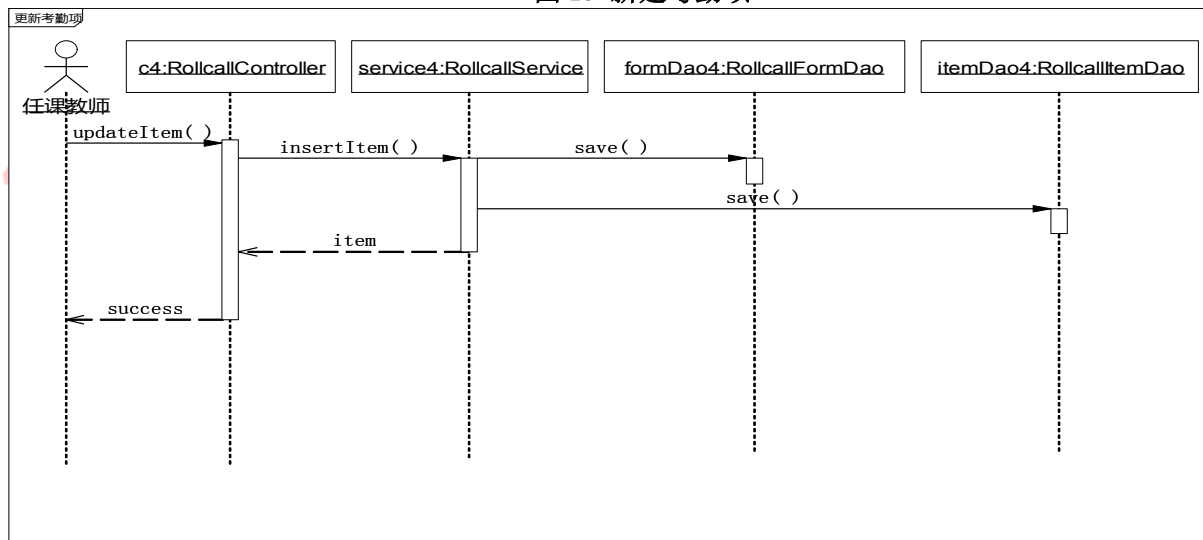 更新考勤项
任课教师
c4:RollcallController
service4:RollcallService
formDao4:RollcallFormDao
itemDao4:RollcallItemDao
updateItem( )
insertItem( )
save( )
save( )
item
success